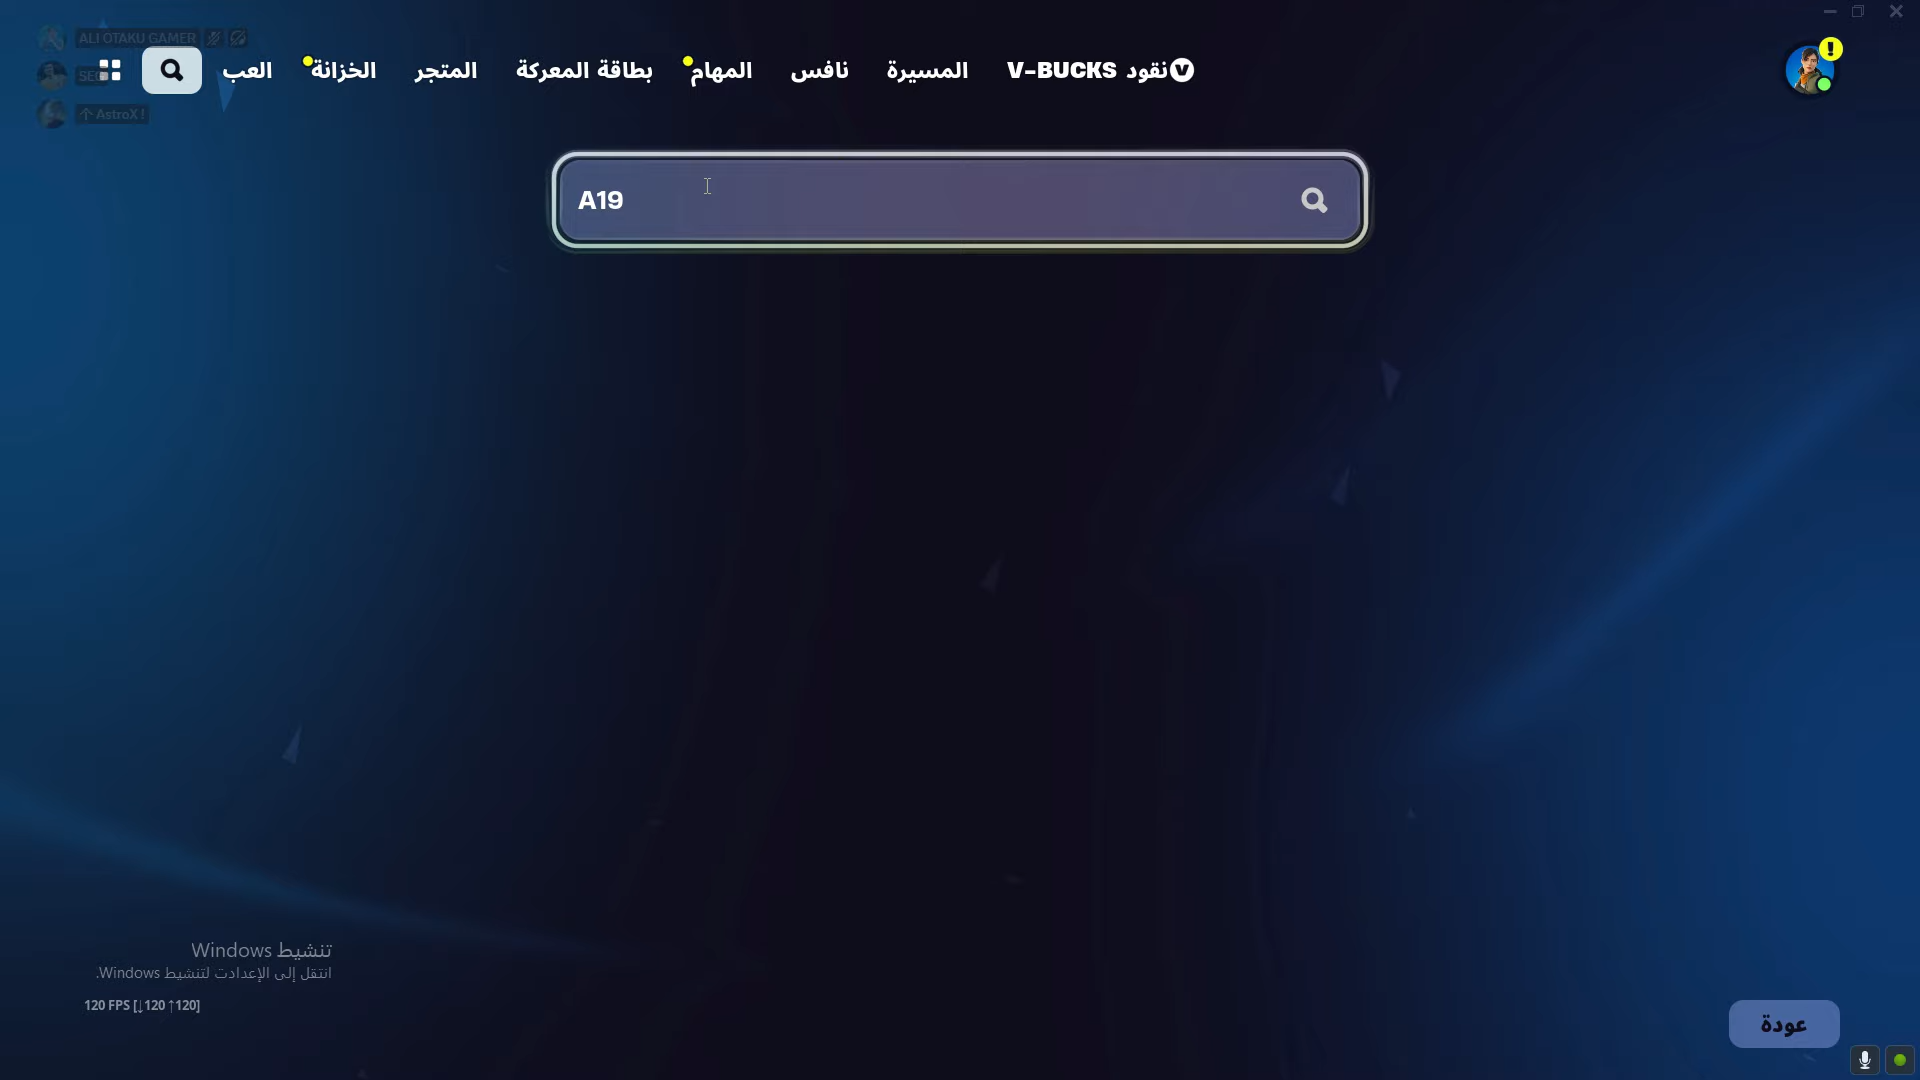 ALI OTAKU GAMER
العب
الخزانة
المتجر
بطاقة المعركة
المهام
نافس
المسيرة
نقود V-BUCKS
AstroX !
A19
تنشيط Windows
انتقل إلى الإعدادت لتنشيط Windows.
120 FPS [↓120 ↑120]
عودة